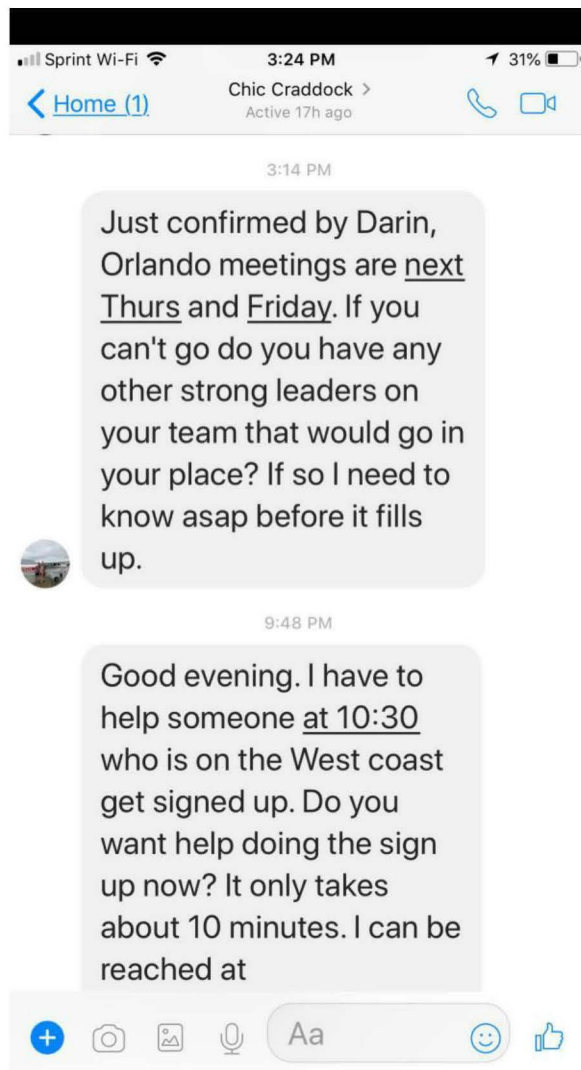 Sprint Wi-Fi 3:24 PM 31%
Home (1) Chic Craddock >
Active 17h ago
3:14 PM
Just confirmed by Darin,
Orlando meetings are next
Thurs and Friday. If you
can't go do you have any
other strong leaders on
your team that would go in
your place? If so I need to
know asap before it fills
up.
9:48 PM
Good evening. I have to
help someone at 10:30
who is on the West coast
get signed up. Do you
want help doing the sign
up now? It only takes
about 10 minutes. I can be
reached at
Aa